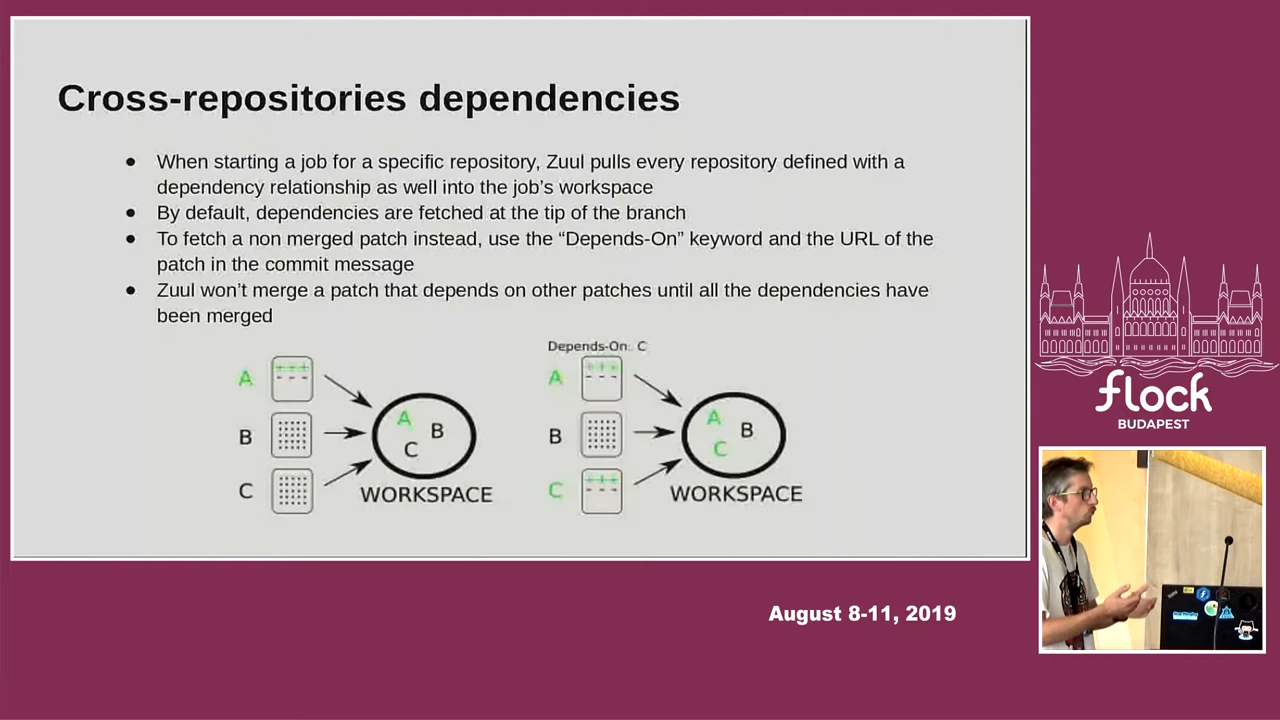 Cross-repositories dependencies
● When starting a job for a specific repository, Zuul pulls every repository defined with a
dependency relationship as well into the job's workspace
● By default, dependencies are fetched at the tip of the branch
● To fetch a non merged patch instead, use the “Depends-On” keyword and the URL of the
patch in the commit message
● Zuul won't merge a patch that depends on other patches until all the dependencies have
been merged
Depends-On: C
A
A
B
C
B
C
WORKSPACE
A
A
B
C
B
C
WORKSPACE
flock
BUDAPEST
August 8-11, 2019